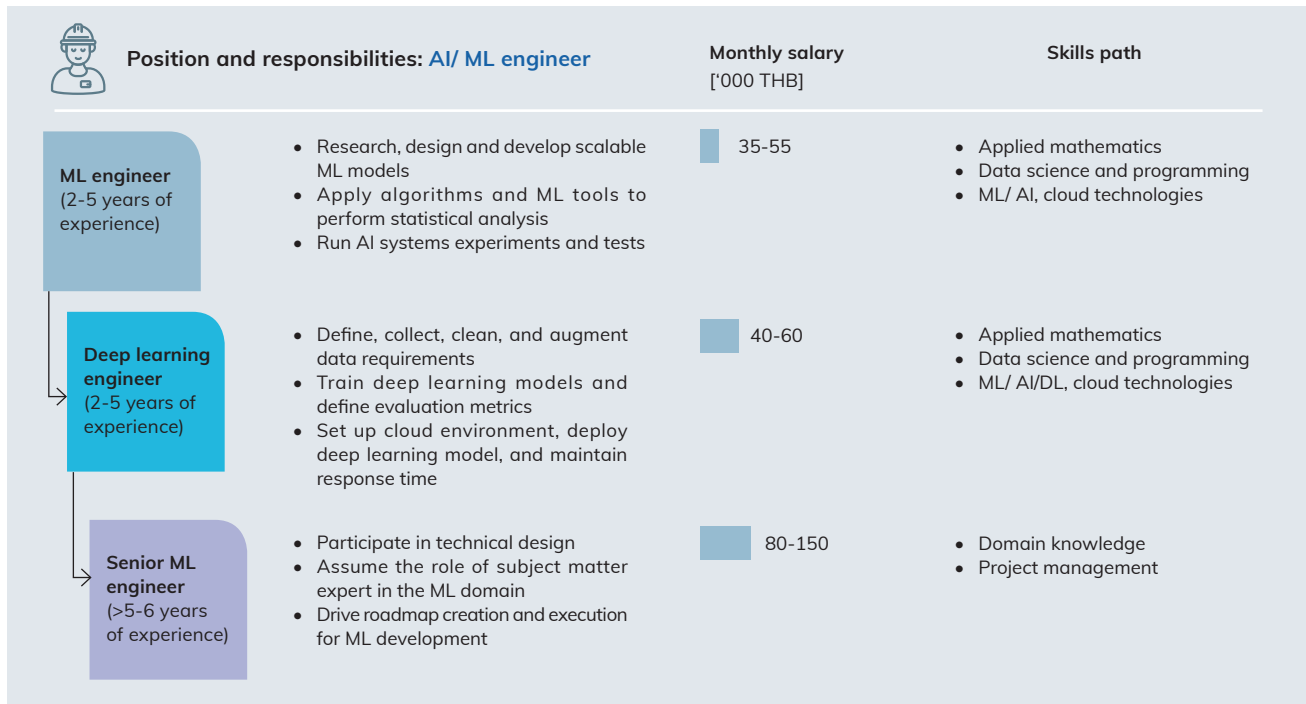 Position and responsibilities: AI/ ML engineer
Monthly salary
[‘000 THB]
Skills path
ML engineer
(2-5 years of
experience)
• Research, design and develop scalable
ML models
• Apply algorithms and ML tools to
perform statistical analysis
• Run AI systems experiments and tests
35-55
• Applied mathematics
• Data science and programming
• ML/ AI, cloud technologies
Deep learning
engineer
(2-5 years of
experience)
• Define, collect, clean, and augment
data requirements
• Train deep learning models and
define evaluation metrics
• Set up cloud environment, deploy
deep learning model, and maintain
response time
40-60
• Applied mathematics
• Data science and programming
• ML/ AI/DL, cloud technologies
Senior ML
engineer
(>5-6 years
of experience)
• Participate in technical design
• Assume the role of subject matter
expert in the ML domain
• Drive roadmap creation and execution
for ML development
80-150
• Domain knowledge
• Project management